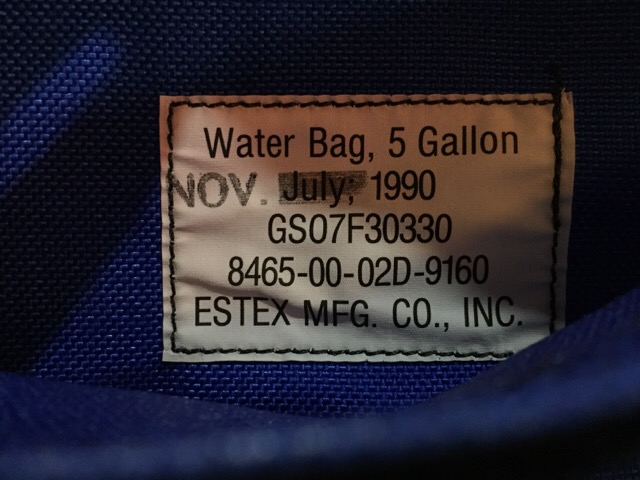 Water Bag, 5 Gallon
NOV. July, 1990
GS07F30330
8465-00-02D-9160
ESTEX MFG. CO., INC.